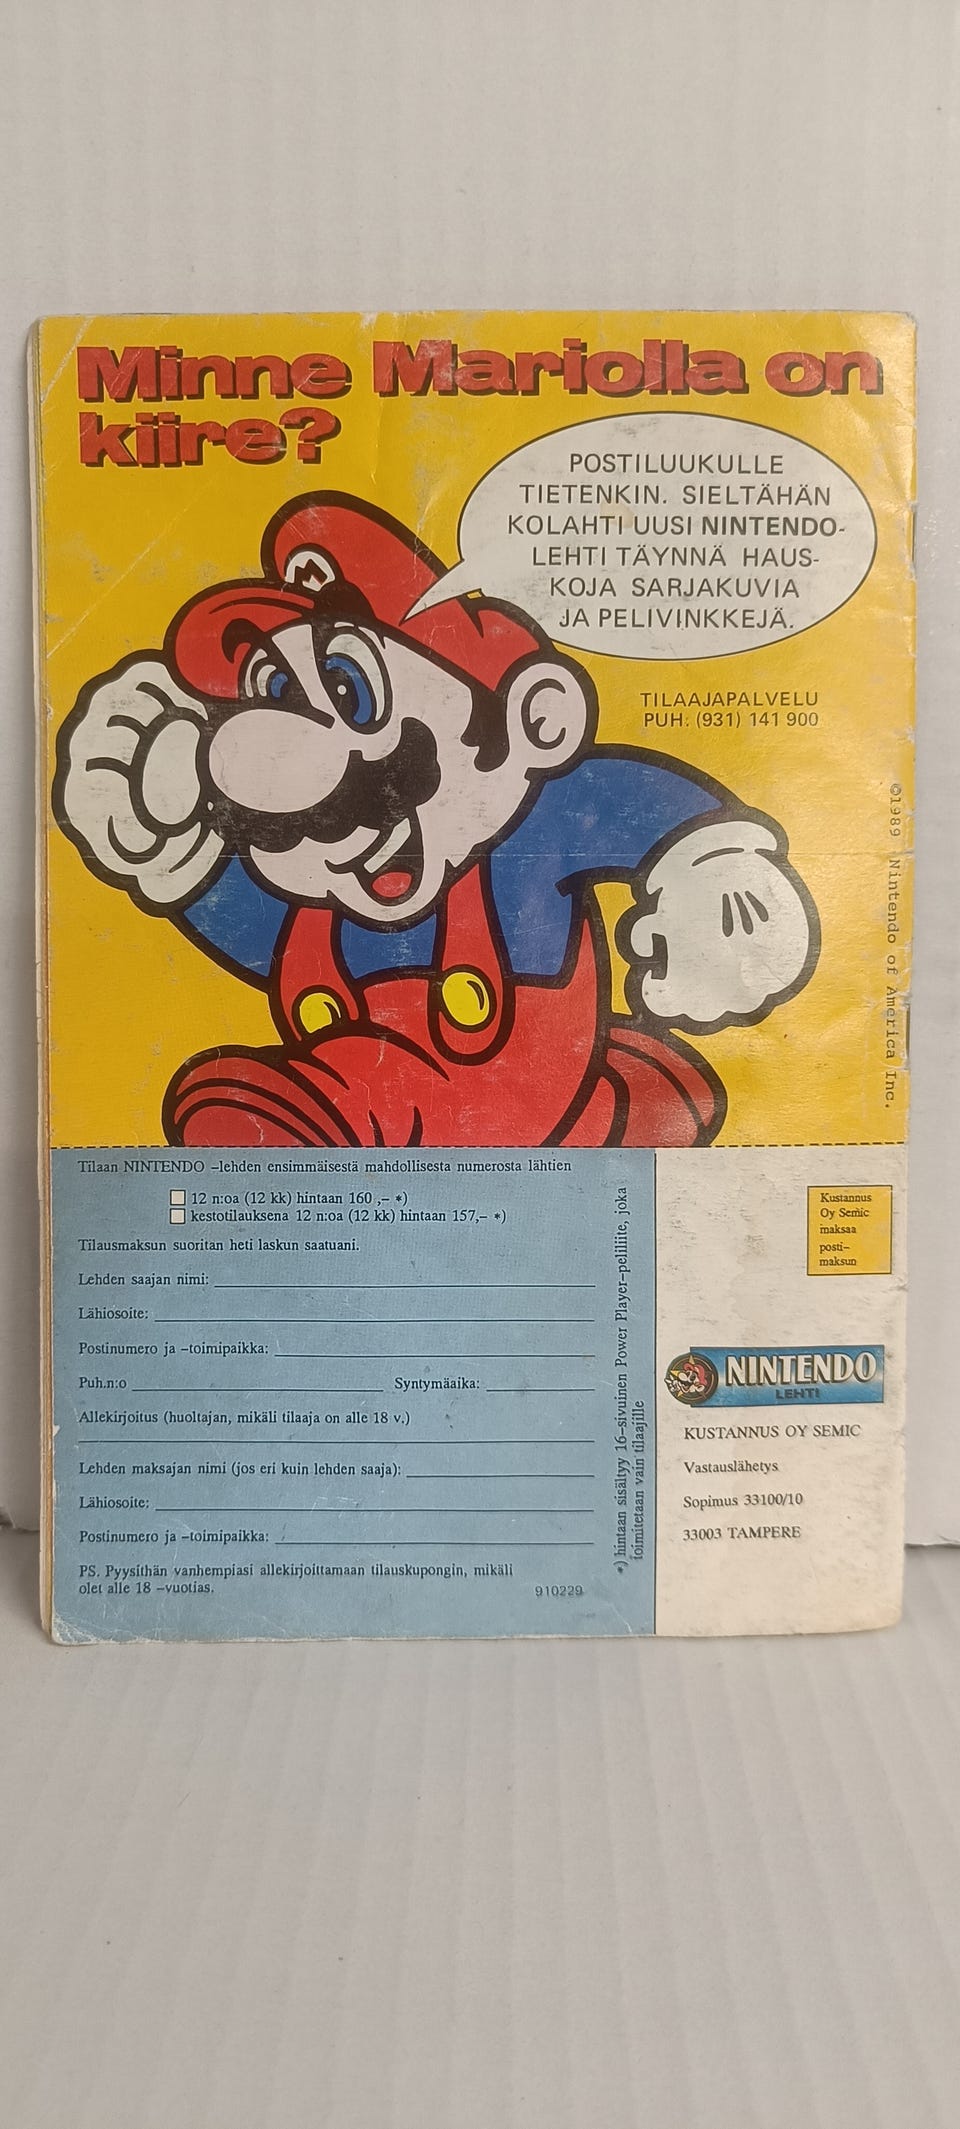 Minne Mariolla on
kiire?
POSTILUUKULLE
TIETENKIN. SIELTÄHÄN
KOLAHTI UUSI NINTENDO-
LEHTI TÄYNNÄ HAUS-
KOJA SARJAKUVIA
JA PELIVINKKEJÄ.
M
TILAAJAPALVELU
PUH. (931) 141 900
©1989 Nintendo of America Inc.
Tilaan NINTENDO -lehden ensimmäisestä mahdollisesta numerosta lähtien
12 n:oa (12 kk) hintaan 160 ,- *)
kestotilauksena 12 n:oa (12 kk) hintaan 157,- *)
Tilausmaksun suoritan heti laskun saatuani.
Lehden saajan nimi:
Lähiosoite:
Postinumero ja -toimipaikka:
Puh.n:o Syntymäaika:
Allekirjoitus (huoltajan, mikäli tilaaja on alle 18 v.)
Lehden maksajan nimi (jos eri kuin lehden saaja):
Lähiosoite:
Postinumero ja -toimipaikka:
PS. Pyysithän vanhempiasi allekirjoittamaan tilauskupongin, mikäli
olet alle 18 -vuotias.
910229
*) hintaan sisältyy 16-sivuinen Power Player-peliliite, joka
toimitetaan vain tilaajille
Kustannus
Oy Semic
maksaa
posti-
maksun
NINTENDO
LEHTI
KUSTANNUS OY SEMIC
Vastauslähetys
Sopimus 33100/10
33003 TAMPERE